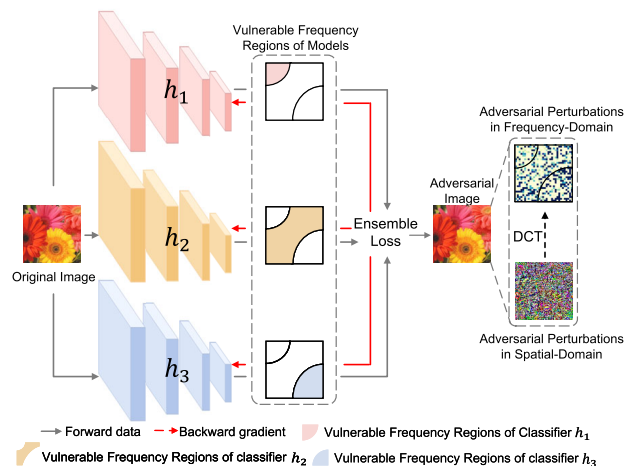 Vulnerable Frequency
Regions of Models
h1
Adversarial Perturbations
in Frequency-Domain
Adversarial
Image
h2
Ensemble
Loss
DCT
Original Image
h3
Adversarial Perturbations
in Spatial-Domain
Forward data
Backward gradient
Vulnerable Frequency Regions of Classifier h1
Vulnerable Frequency Regions of classifier h2
Vulnerable Frequency Regions of classifier h3